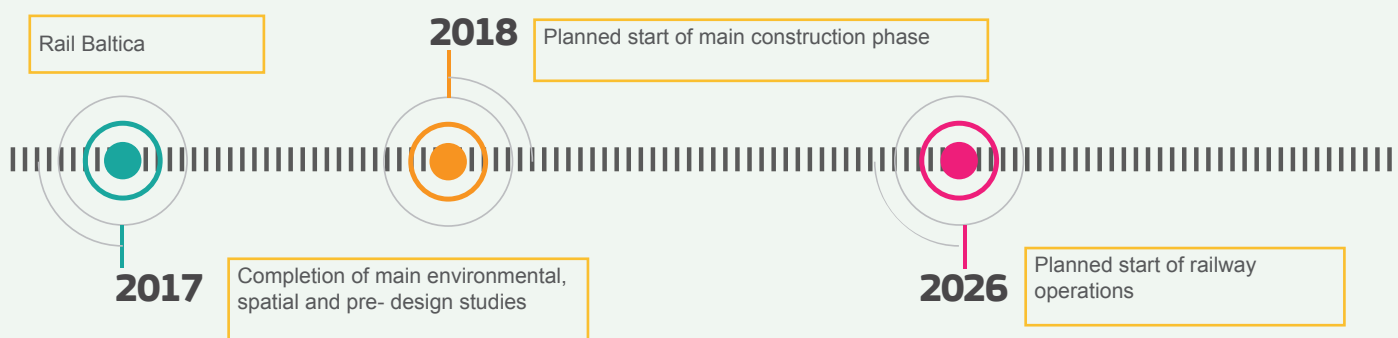 Rail Baltica
2018
Planned start of main construction phase
2017
Completion of main environmental,
spatial and pre- design studies
2026
Planned start of railway
operations